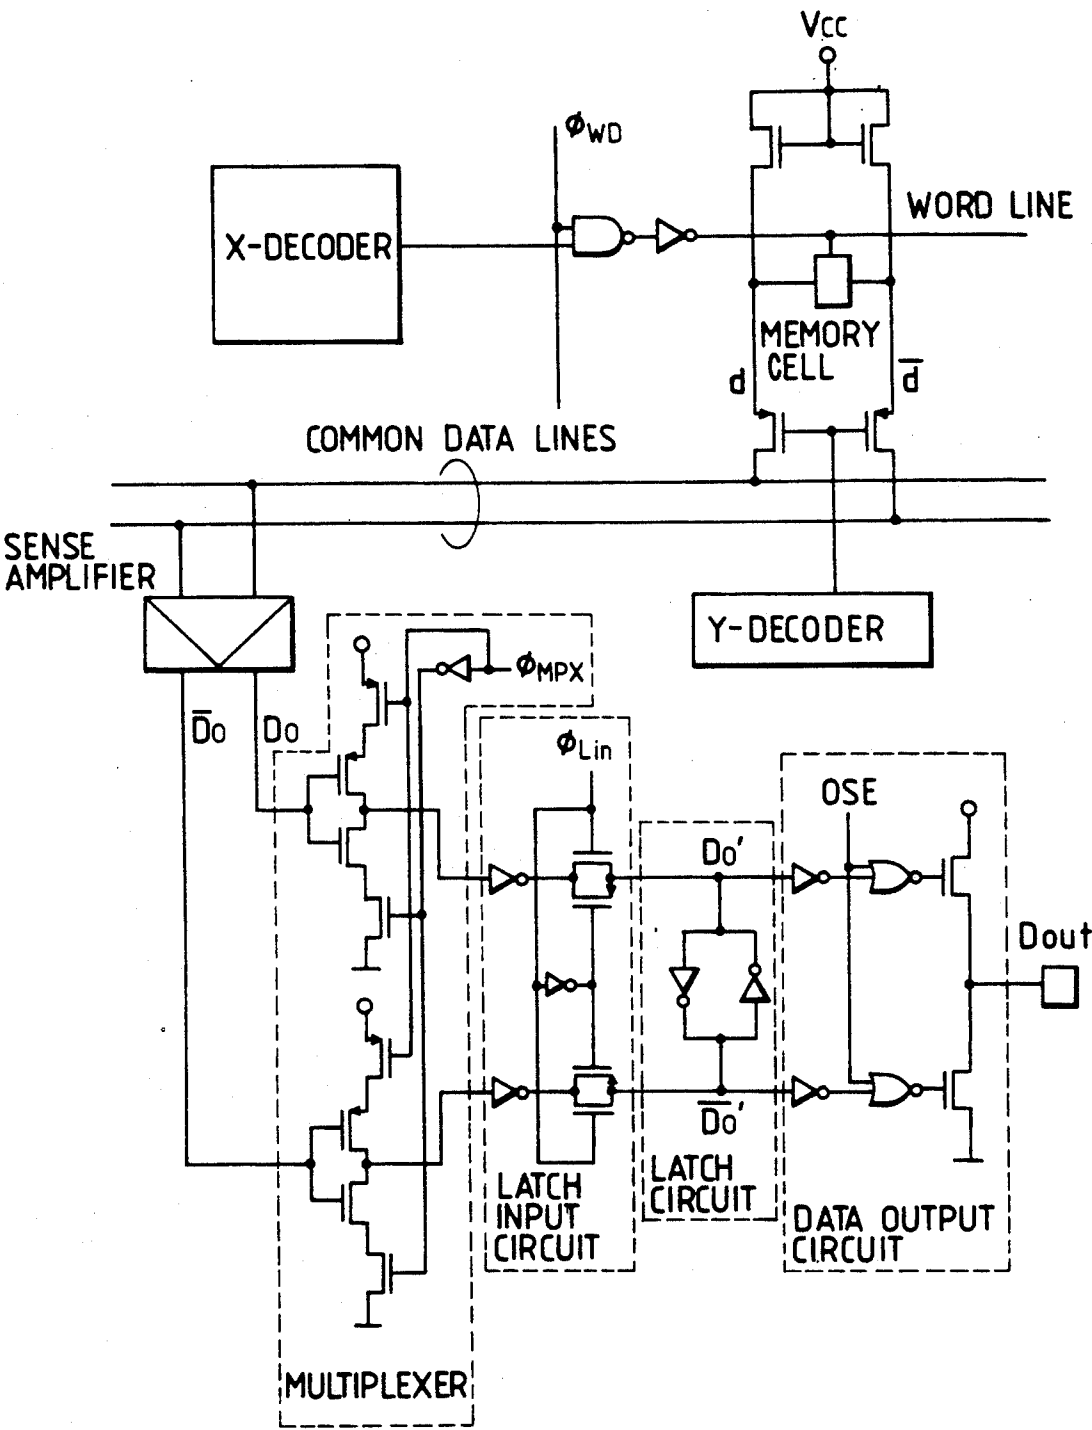 Vcc
ϕWD
WORD LINE
X-DECODER
MEMORY
CELL
d
d̅
COMMON DATA LINES
SENSE
AMPLIFIER
Y-DECODER
ϕMPX
D̅o
Do
ϕLin
OSE
Do'
Dout
D̅o'
LATCH
INPUT
CIRCUIT
LATCH
CIRCUIT
DATA OUTPUT
CIRCUIT
MULTIPLEXER